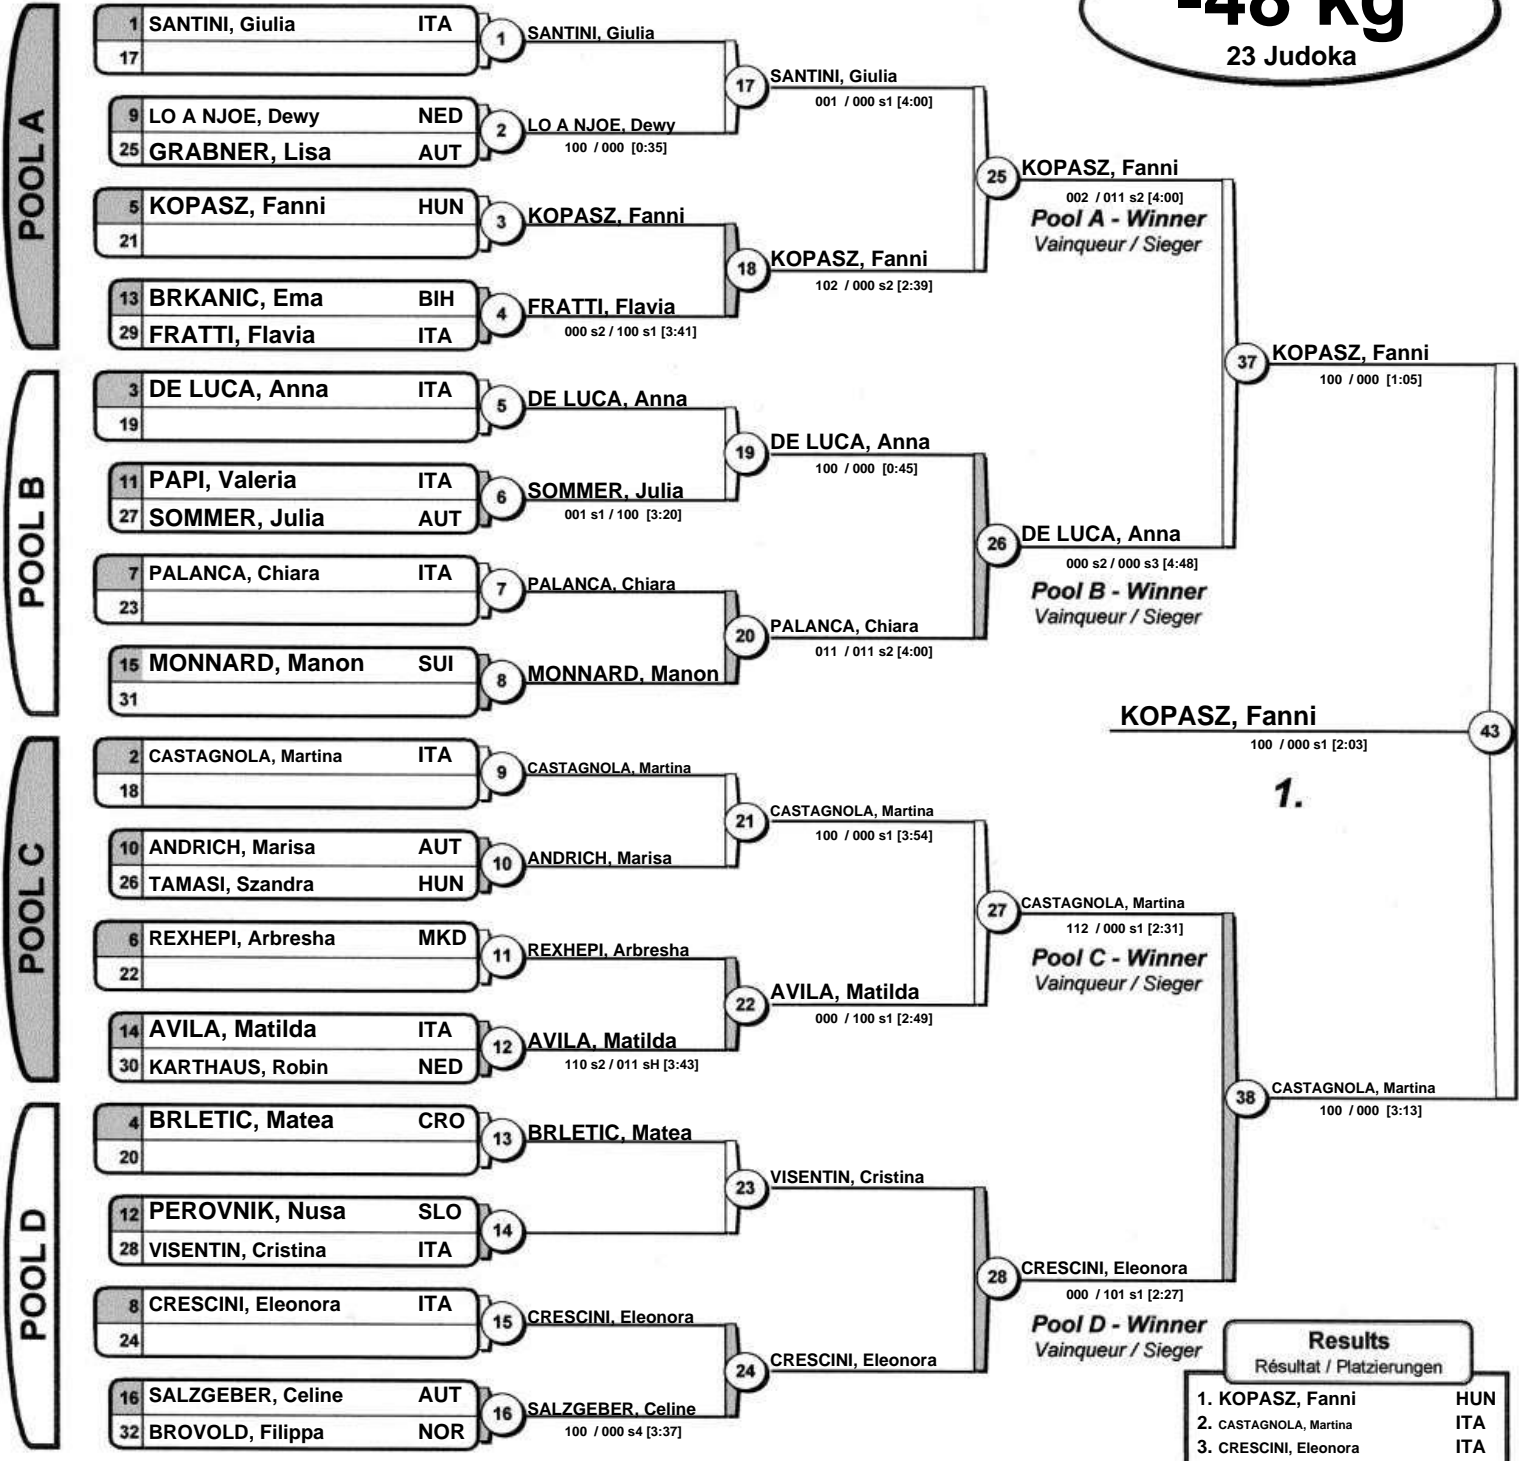 -48 kg
23 Judoka
POOL A
1 SANTINI, Giulia ITA
17
9 LO A NJOE, Dewy NED
25 GRABNER, Lisa AUT
5 KOPASZ, Fanni HUN
21
13 BRKANIC, Ema BIH
29 FRATTI, Flavia ITA
POOL B
3 DE LUCA, Anna ITA
19
11 PAPI, Valeria ITA
27 SOMMER, Julia AUT
7 PALANCA, Chiara ITA
23
15 MONNARD, Manon SUI
31
POOL C
2 CASTAGNOLA, Martina ITA
18
10 ANDRICH, Marisa AUT
26 TAMASI, Szandra HUN
6 REXHEPI, Arbresha MKD
22
14 AVILA, Matilda ITA
30 KARTHAUS, Robin NED
POOL D
4 BRLETIC, Matea CRO
20
12 PEROVNIK, Nusa SLO
28 VISENTIN, Cristina ITA
8 CRESCINI, Eleonora ITA
24
16 SALZGEBER, Celine AUT
32 BROVOLD, Filippa NOR
1 SANTINI, Giulia
2 LO A NJOE, Dewy
100 / 000 [0:35]
3 KOPASZ, Fanni
4 FRATTI, Flavia
000 s2 / 100 s1 [3:41]
5 DE LUCA, Anna
6 SOMMER, Julia
001 s1 / 100 [3:20]
7 PALANCA, Chiara
8 MONNARD, Manon
9 CASTAGNOLA, Martina
10 ANDRICH, Marisa
11 REXHEPI, Arbresha
12 AVILA, Matilda
110 s2 / 011 sH [3:43]
13 BRLETIC, Matea
14
15 CRESCINI, Eleonora
16 SALZGEBER, Celine
100 / 000 s4 [3:37]
17 SANTINI, Giulia
001 / 000 s1 [4:00]
18 KOPASZ, Fanni
102 / 000 s2 [2:39]
19 DE LUCA, Anna
100 / 000 [0:45]
20 PALANCA, Chiara
011 / 011 s2 [4:00]
21 CASTAGNOLA, Martina
100 / 000 s1 [3:54]
22 AVILA, Matilda
000 / 100 s1 [2:49]
23 VISENTIN, Cristina
24 CRESCINI, Eleonora
25 KOPASZ, Fanni
002 / 011 s2 [4:00]
Pool A - Winner
Vainqueur / Sieger
26 DE LUCA, Anna
000 s2 / 000 s3 [4:48]
Pool B - Winner
Vainqueur / Sieger
27 CASTAGNOLA, Martina
112 / 000 s1 [2:31]
Pool C - Winner
Vainqueur / Sieger
28 CRESCINI, Eleonora
000 / 101 s1 [2:27]
Pool D - Winner
Vainqueur / Sieger
37 KOPASZ, Fanni
100 / 000 [1:05]
38 CASTAGNOLA, Martina
100 / 000 [3:13]
KOPASZ, Fanni 43
100 / 000 s1 [2:03]
1.
Results
Résultat / Platzierungen
1. KOPASZ, Fanni HUN
2. CASTAGNOLA, Martina ITA
3. CRESCINI, Eleonora ITA